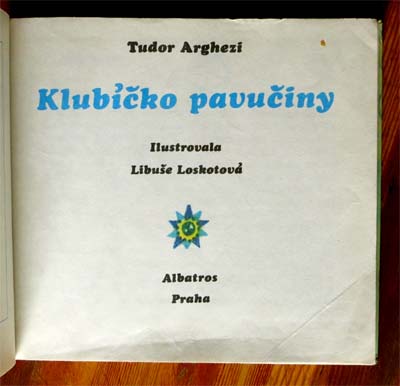 Tudor Arghezi
Klubíčko pavučiny
Ilustrovala
Libuše Loskotová
Albatros
Praha